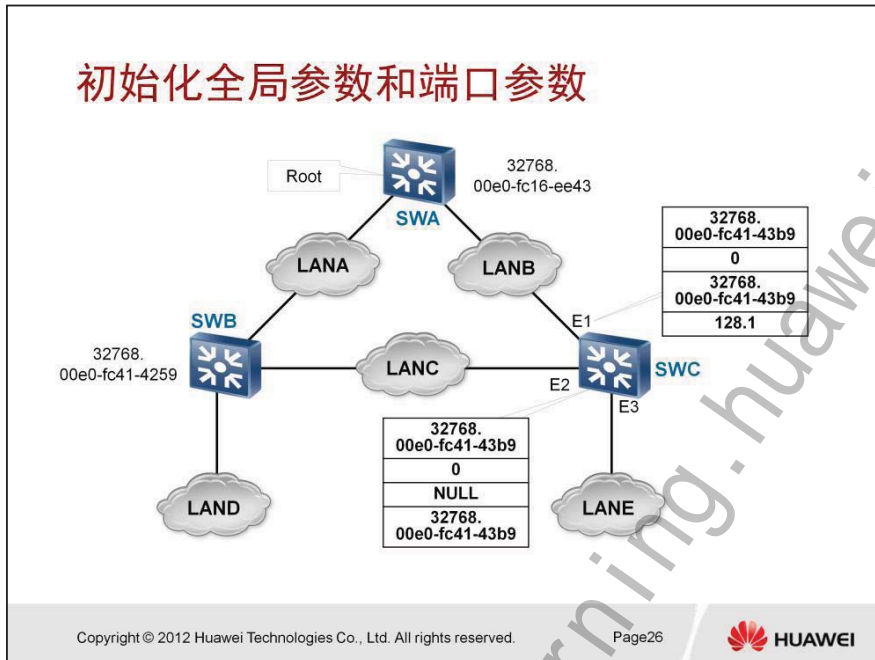 初始化全局参数和端口参数
Root
32768.
00e0-fc16-ee43
SWA
LANA
LANB
32768.
00e0-fc41-43b9
0
32768.
00e0-fc41-43b9
128.1
SWB
E1
32768.
00e0-fc41-4259
LANC
SWC
E2
E3
32768.
00e0-fc41-43b9
0
NULL
32768.
00e0-fc41-43b9
LAND
LANE
Copyright © 2012 Huawei Technologies Co., Ltd. All rights reserved.
Page26
HUAWEI
rning.huawei.